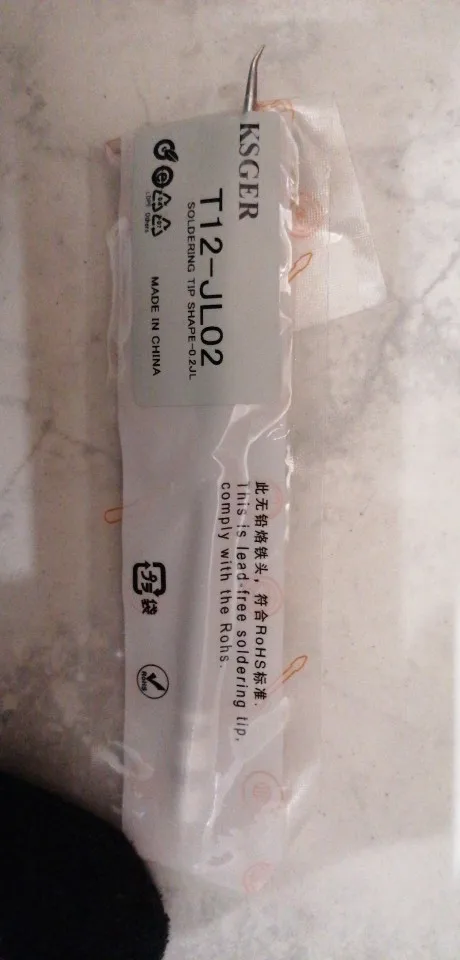 KSGER
T12-JL02
SOLDERING TIP SHAPE-0.2JL
MADE IN CHINA
此无铅烙铁头，符合RoHS标准.
This is lead-free soldering tip,
comply with the Rohs.
袋